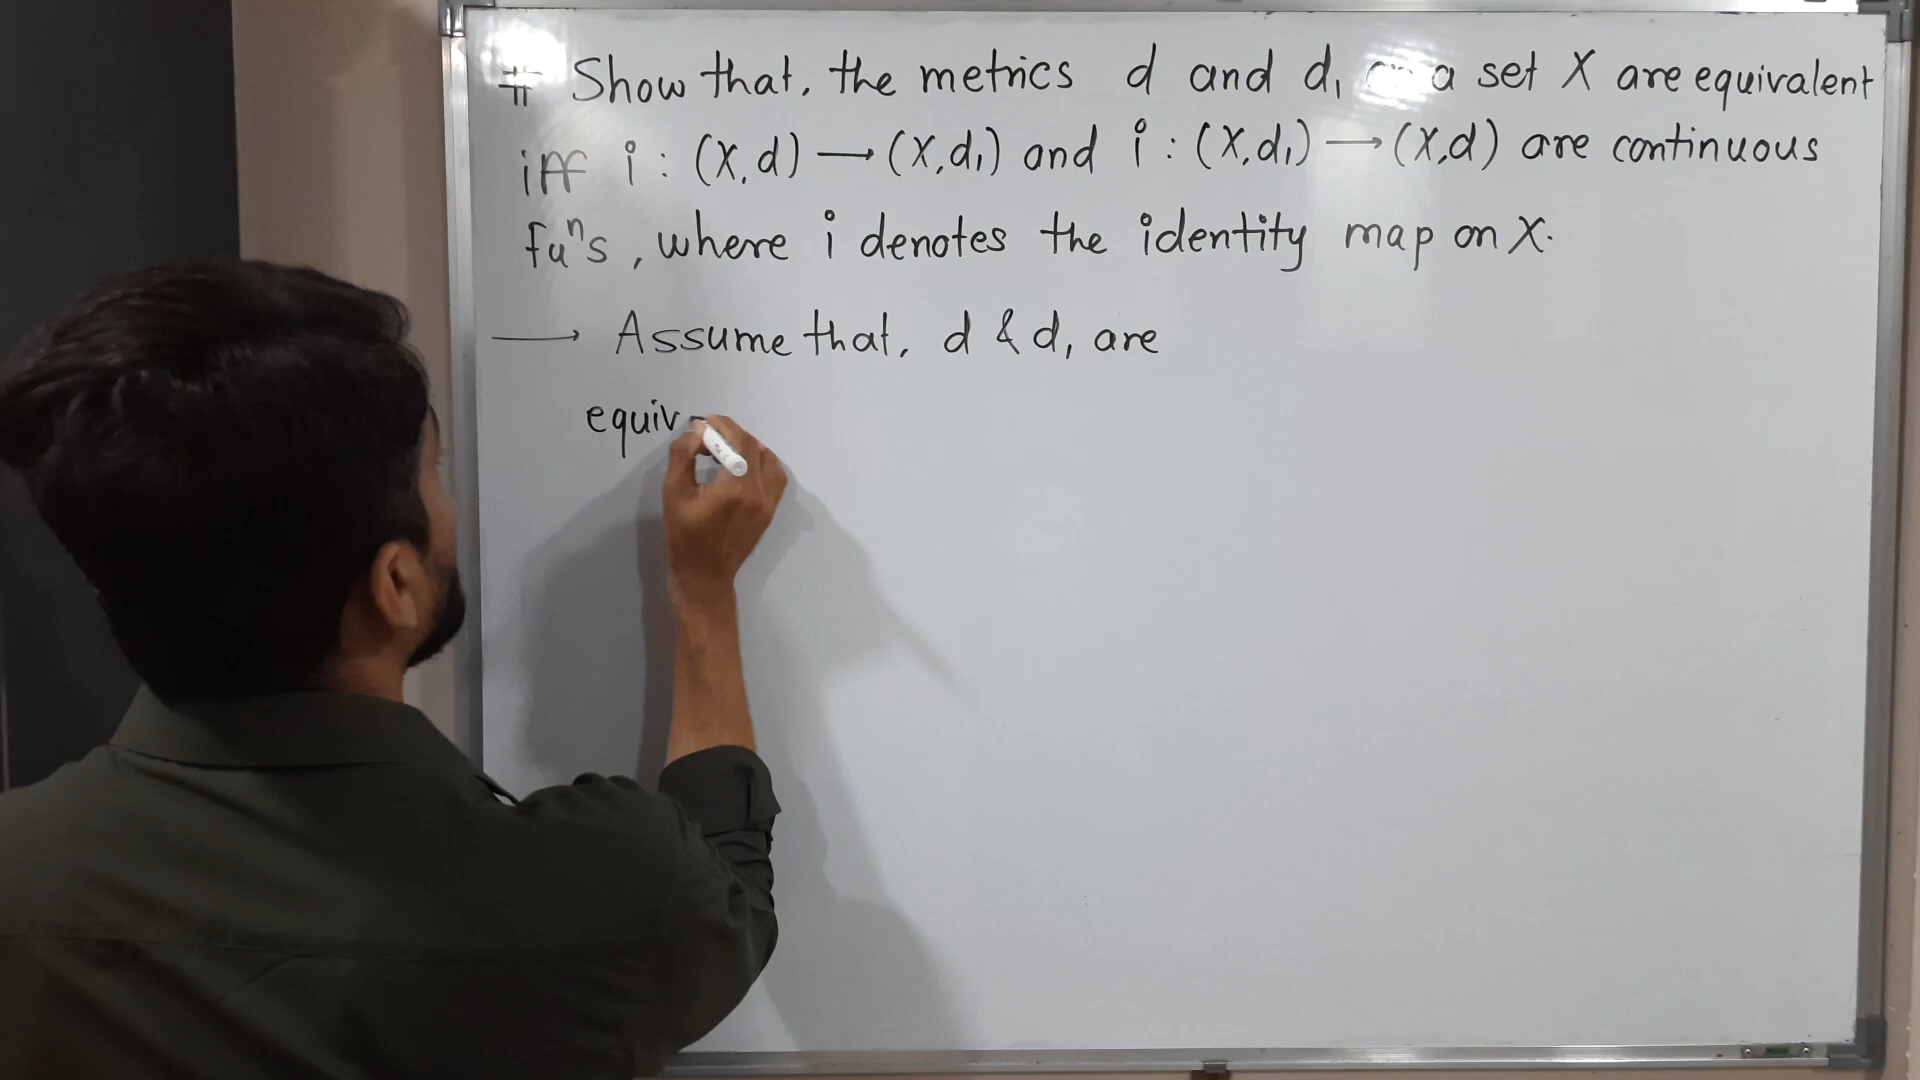 # Show that, the metrics d and d₁ a set X are equivalent
iff i : (X,d) → (X,d₁) and i : (X,d₁) → (X,d) are continuous
fuⁿs, where i denotes the identity map on X.
→ Assume that, d & d₁ are
equiv